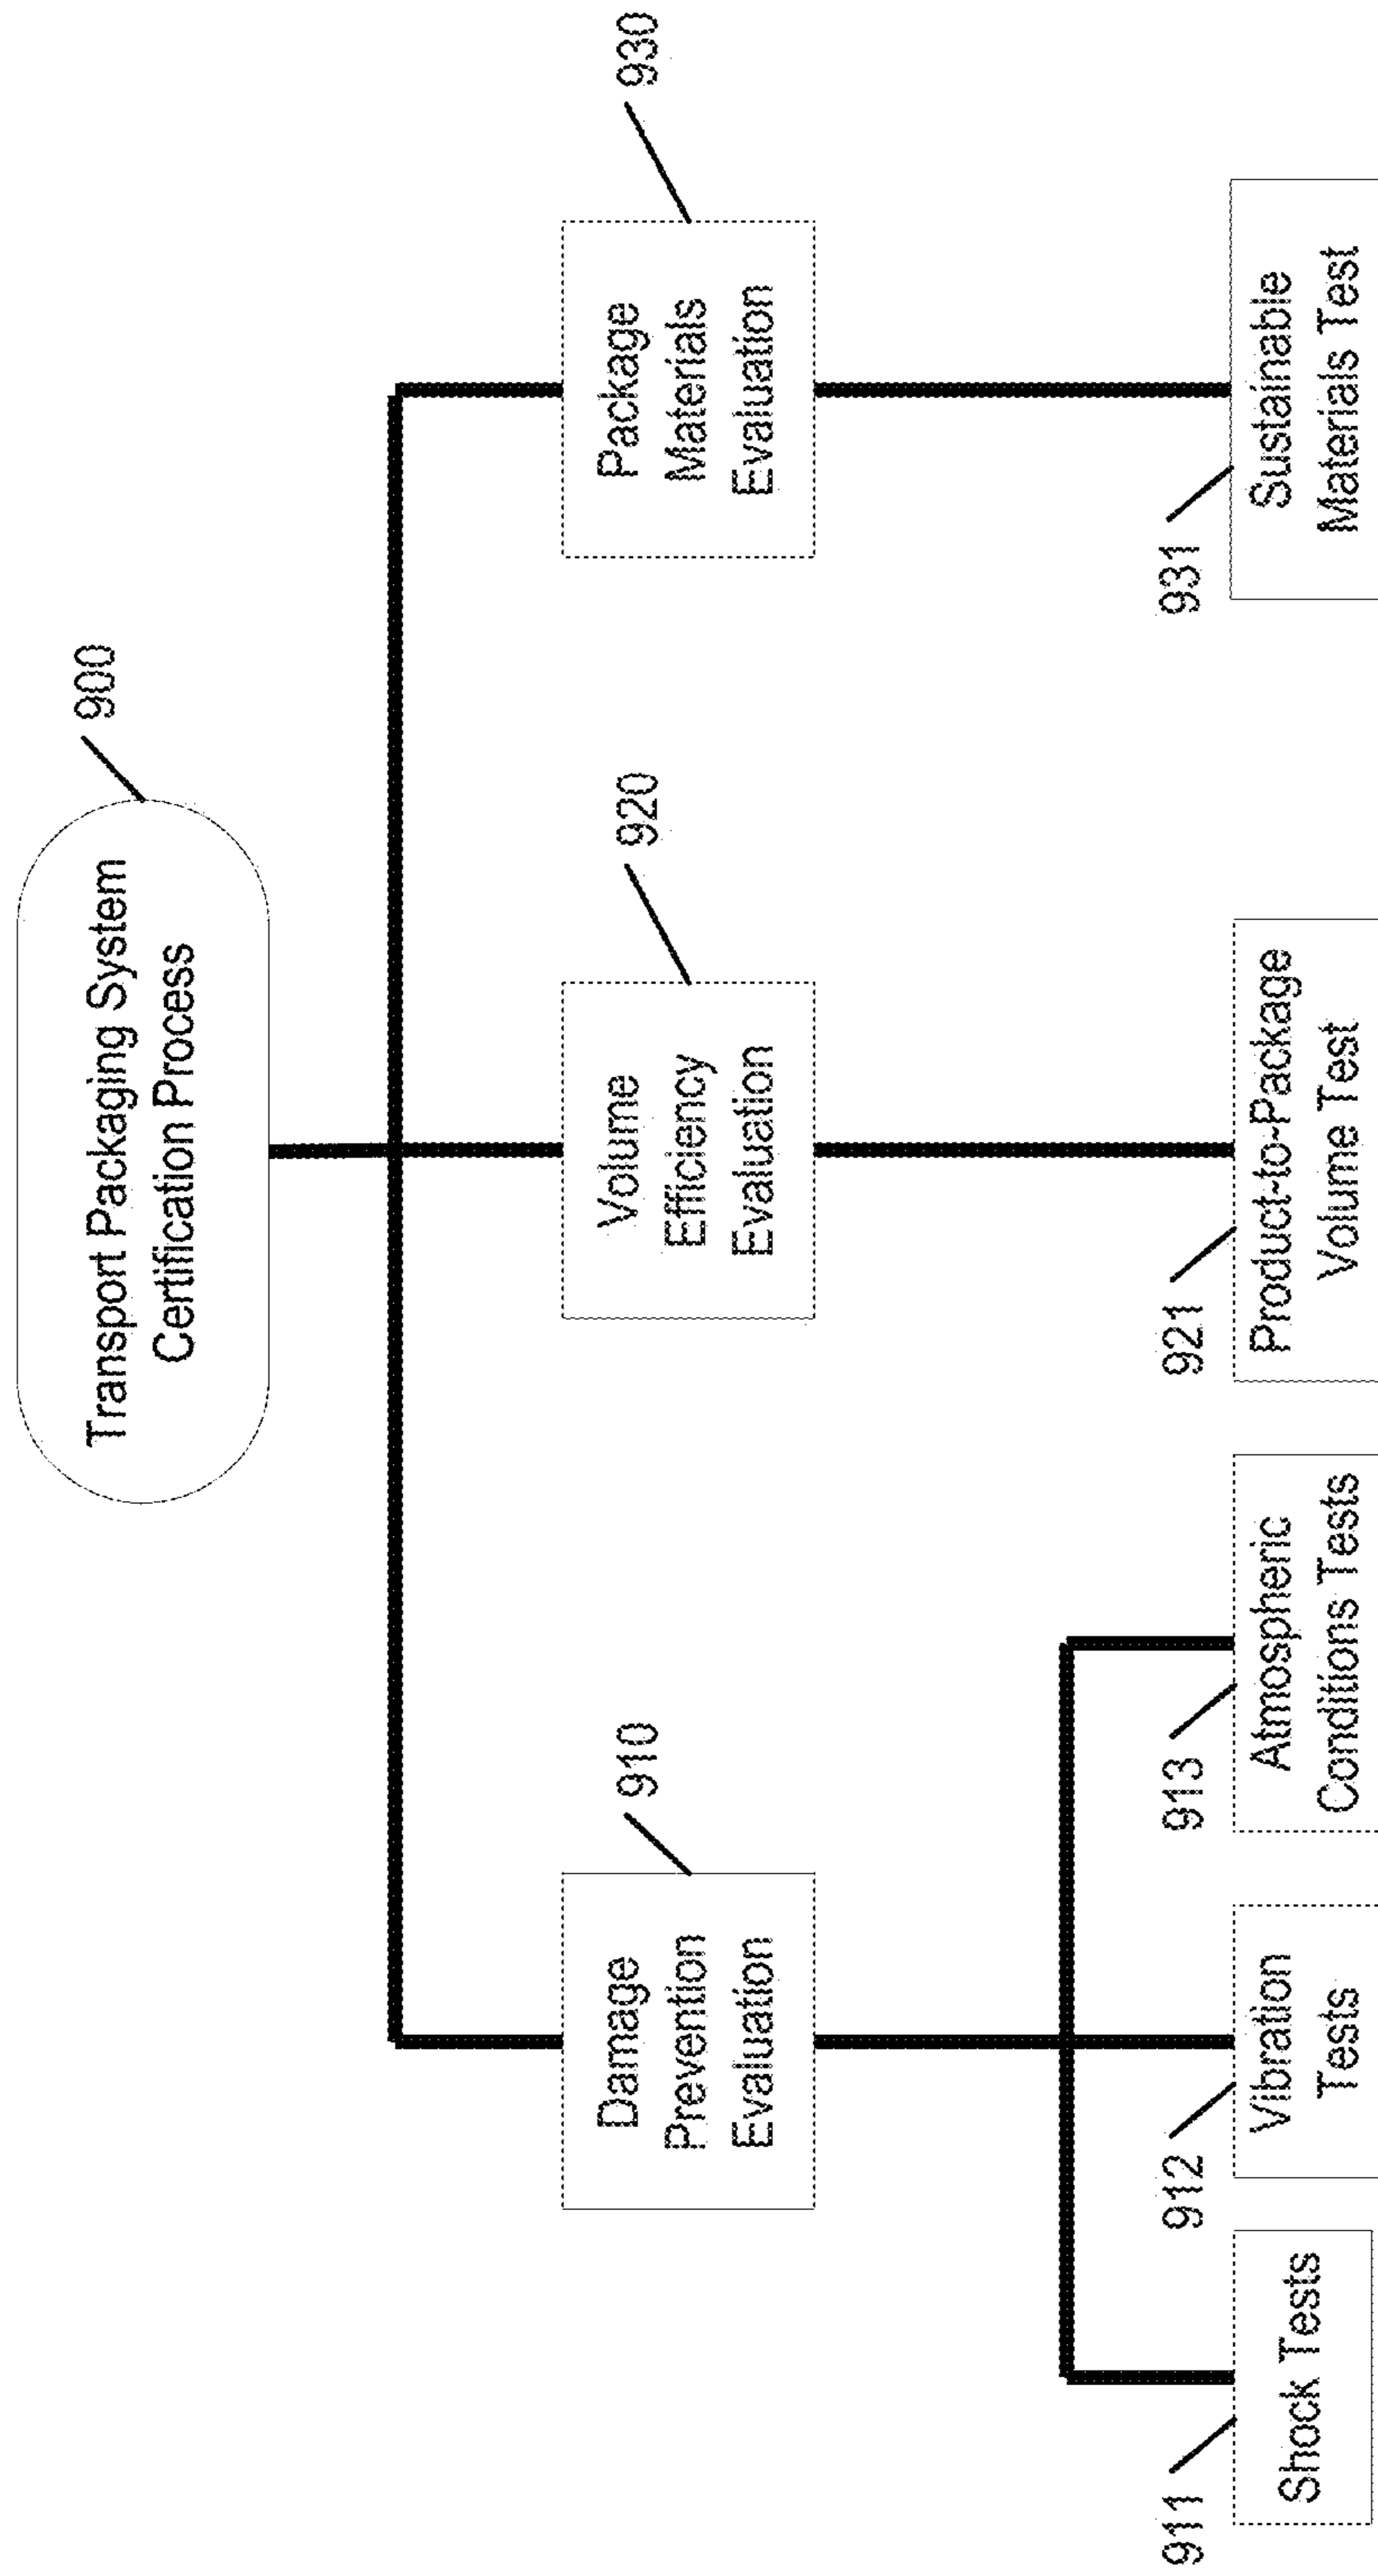 Transport Packaging System
Certification Process
900
Damage
Prevention
Evaluation
910
Volume
Efficiency
Evaluation
920
Package
Materials
Evaluation
930
911
Shock Tests
912
Vibration
Tests
913
Atmospheric
Conditions Tests
921
Product-to-Package
Volume Test
931
Sustainable
Materials Test